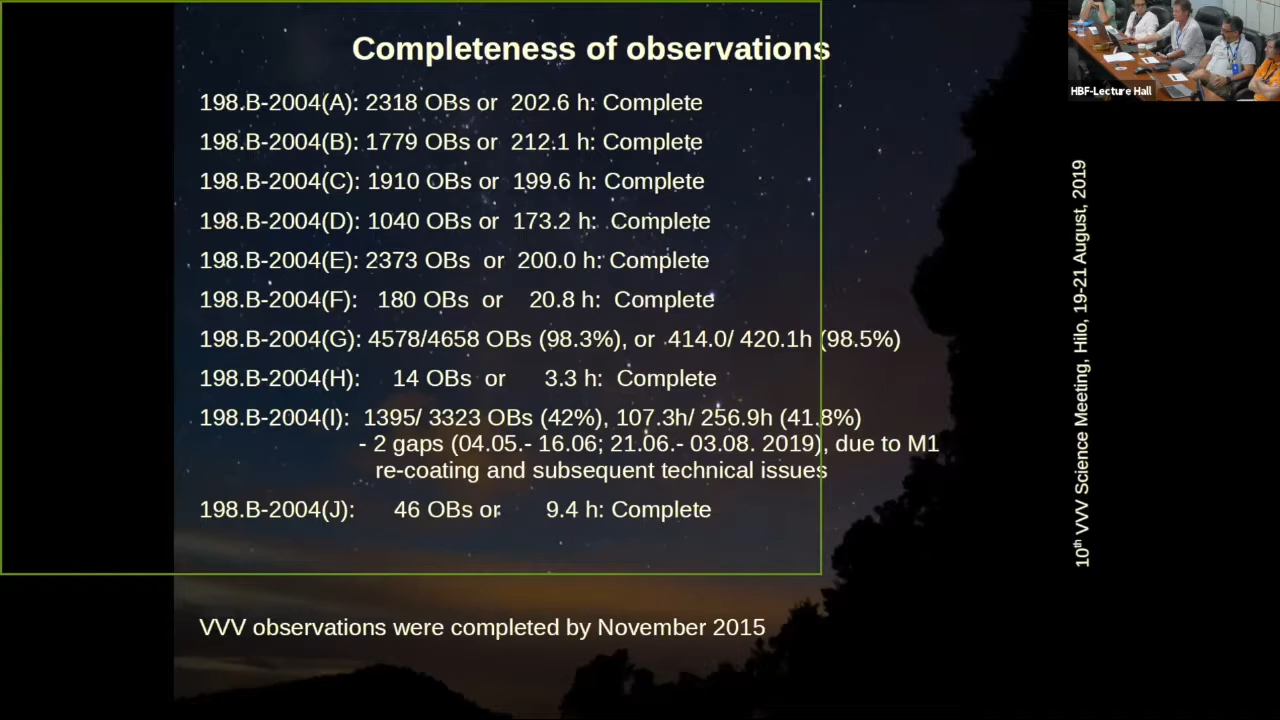 Completeness of observations
198.B-2004(A): 2318 OBs or 202.6 h: Complete
198.B-2004(B): 1779 OBs or 212.1 h: Complete
198.B-2004(C): 1910 OBs or 199.6 h: Complete
198.B-2004(D): 1040 OBs or 173.2 h: Complete
198.B-2004(E): 2373 OBs or 200.0 h: Complete
198.B-2004(F): 180 OBs or 20.8 h: Complete
198.B-2004(G): 4578/4658 OBs (98.3%), or 414.0/ 420.1h (98.5%)
198.B-2004(H): 14 OBs or 3.3 h: Complete
198.B-2004(I): 1395/ 3323 OBs (42%), 107.3h/ 256.9h (41.8%)
- 2 gaps (04.05.- 16.06; 21.06.- 03.08. 2019), due to M1
re-coating and subsequent technical issues
198.B-2004(J): 46 OBs or 9.4 h: Complete
VVV observations were completed by November 2015
HBF-Lecture Hall
10th VVV Science Meeting, Hilo, 19-21 August, 2019